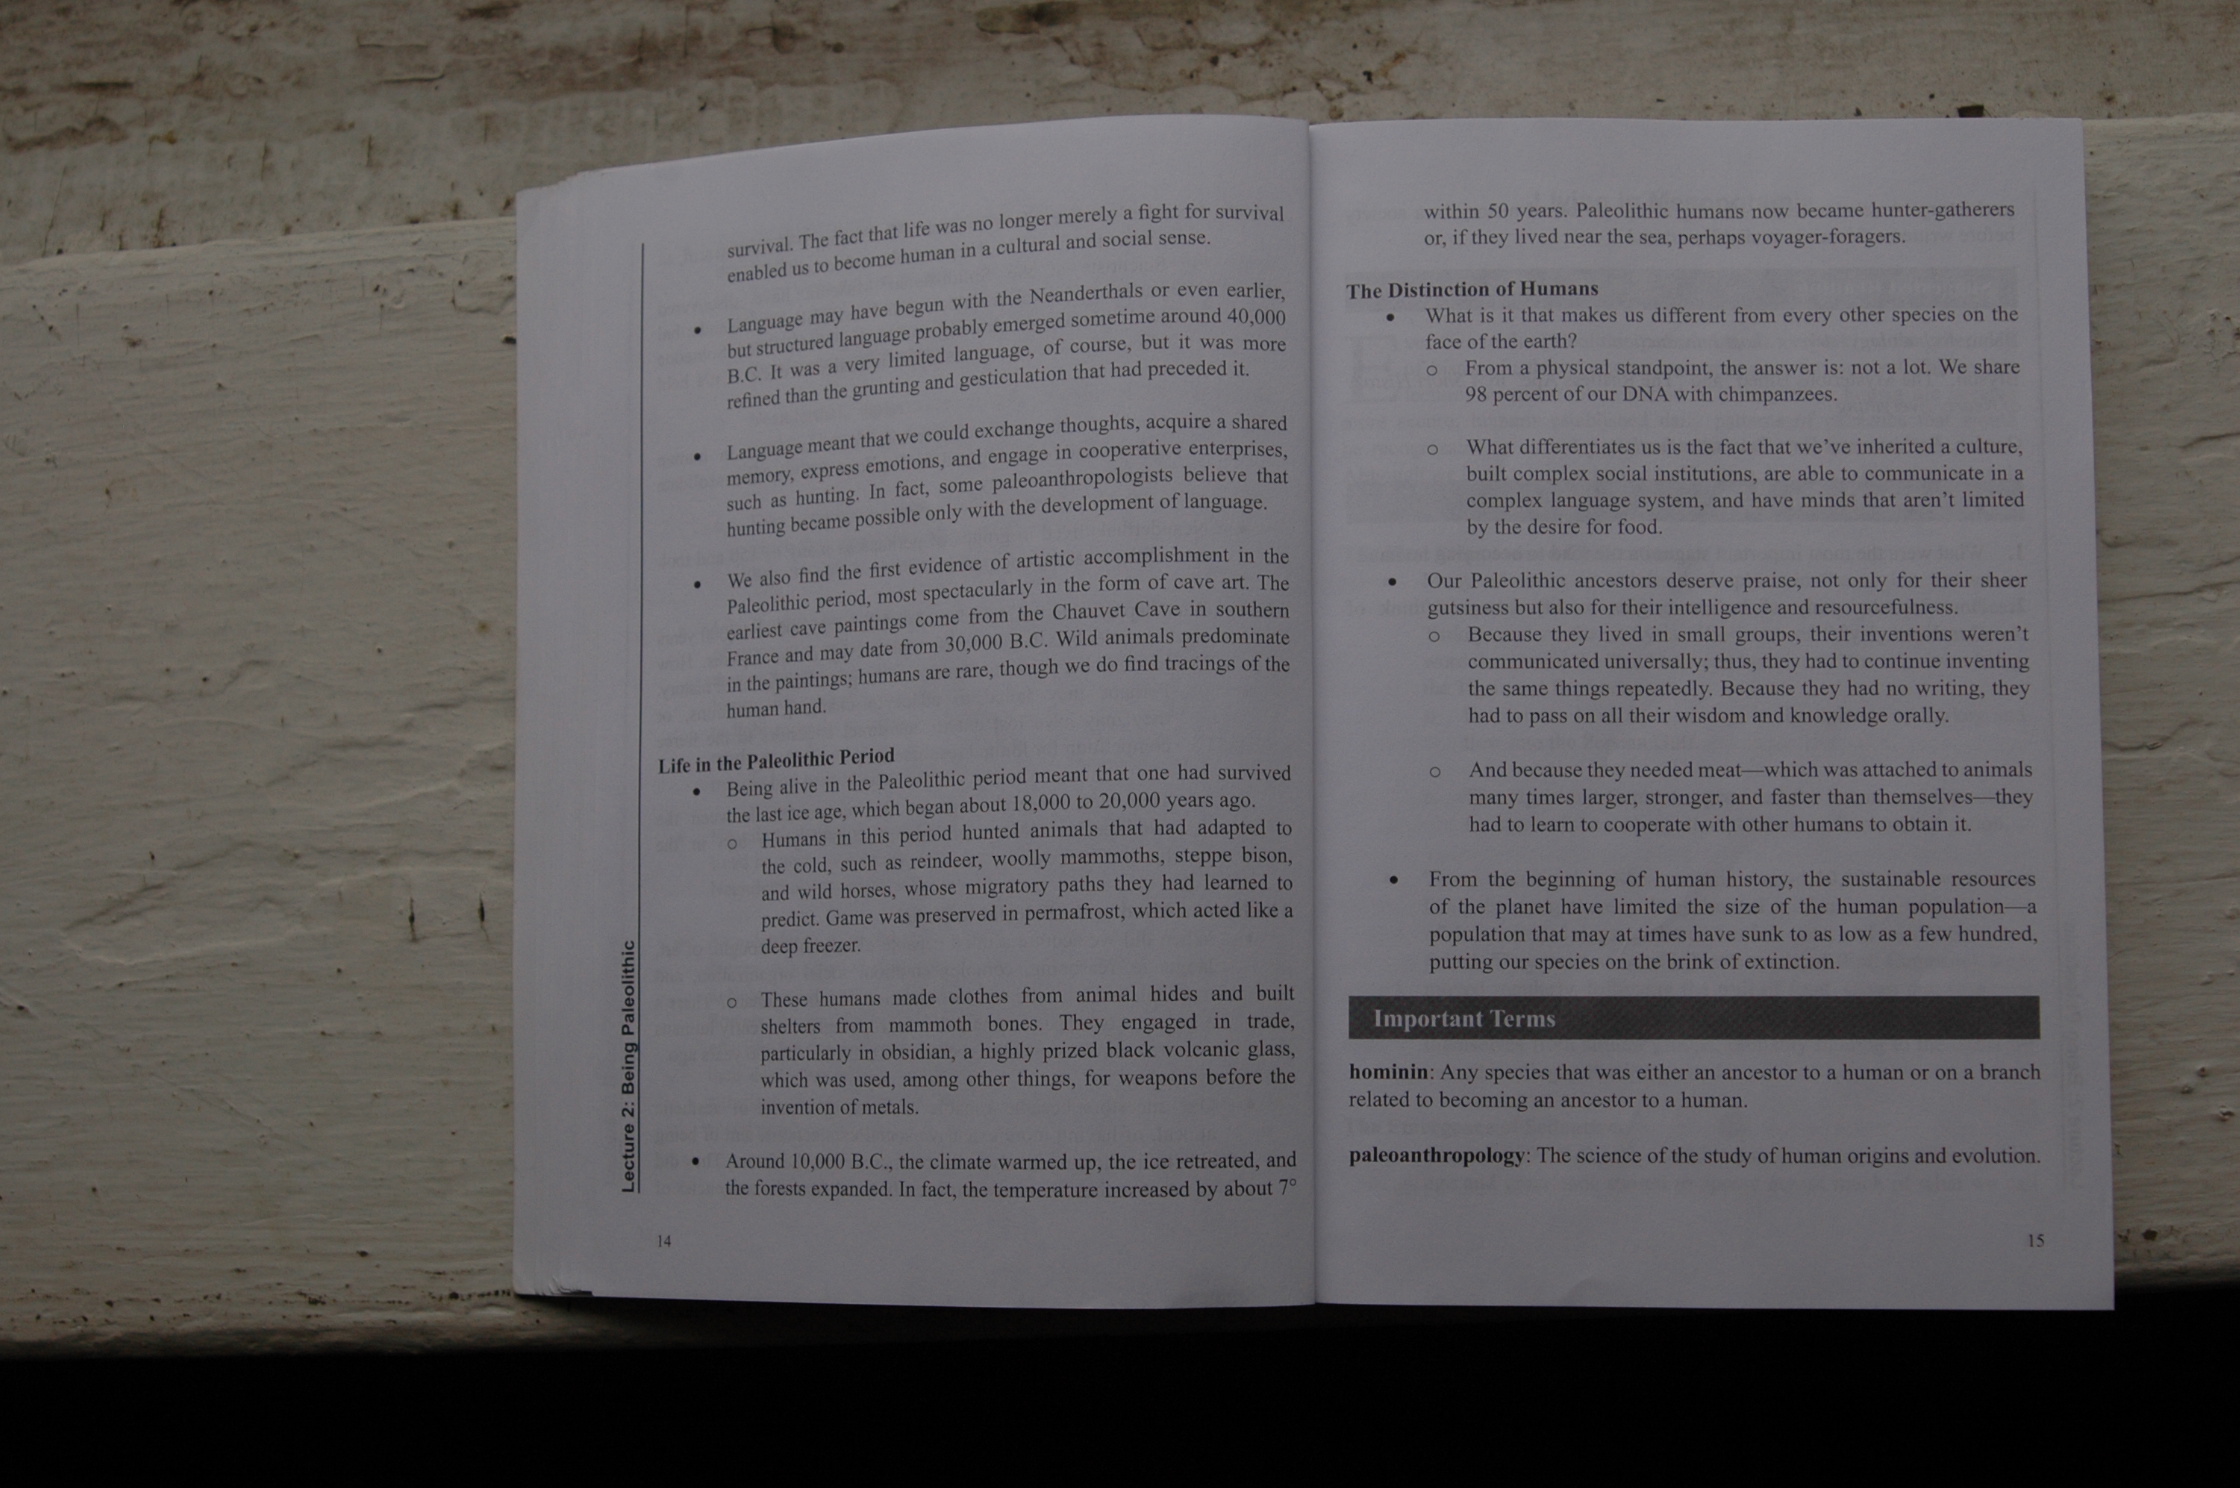 survival. The fact that life was no longer merely a fight for survival
enabled us to become human in a cultural and social sense.
• Language may have begun with the Neanderthals or even earlier,
but structured language probably emerged sometime around 40,000
B.C. It was a very limited language, of course, but it was more
refined than the grunting and gesticulation that had preceded it.
• Language meant that we could exchange thoughts, acquire a shared
memory, express emotions, and engage in cooperative enterprises,
such as hunting. In fact, some paleoanthropologists believe that
hunting became possible only with the development of language.
• We also find the first evidence of artistic accomplishment in the
Paleolithic period, most spectacularly in the form of cave art. The
earliest cave paintings come from the Chauvet Cave in southern
France and may date from 30,000 B.C. Wild animals predominate
in the paintings; humans are rare, though we do find tracings of the
human hand.
Life in the Paleolithic Period
• Being alive in the Paleolithic period meant that one had survived
the last ice age, which began about 18,000 to 20,000 years ago.
o Humans in this period hunted animals that had adapted to
the cold, such as reindeer, woolly mammoths, steppe bison,
and wild horses, whose migratory paths they had learned to
predict. Game was preserved in permafrost, which acted like a
deep freezer.
o These humans made clothes from animal hides and built
shelters from mammoth bones. They engaged in trade,
particularly in obsidian, a highly prized black volcanic glass,
which was used, among other things, for weapons before the
invention of metals.
• Around 10,000 B.C., the climate warmed up, the ice retreated, and
the forests expanded. In fact, the temperature increased by about 7°
Lecture 2: Being Paleolithic
14
within 50 years. Paleolithic humans now became hunter-gatherers
or, if they lived near the sea, perhaps voyager-foragers.
The Distinction of Humans
• What is it that makes us different from every other species on the
face of the earth?
o From a physical standpoint, the answer is: not a lot. We share
98 percent of our DNA with chimpanzees.
o What differentiates us is the fact that we’ve inherited a culture,
built complex social institutions, are able to communicate in a
complex language system, and have minds that aren’t limited
by the desire for food.
• Our Paleolithic ancestors deserve praise, not only for their sheer
gutsiness but also for their intelligence and resourcefulness.
o Because they lived in small groups, their inventions weren’t
communicated universally; thus, they had to continue inventing
the same things repeatedly. Because they had no writing, they
had to pass on all their wisdom and knowledge orally.
o And because they needed meat—which was attached to animals
many times larger, stronger, and faster than themselves—they
had to learn to cooperate with other humans to obtain it.
• From the beginning of human history, the sustainable resources
of the planet have limited the size of the human population—a
population that may at times have sunk to as low as a few hundred,
putting our species on the brink of extinction.
Important Terms
hominin: Any species that was either an ancestor to a human or on a branch
related to becoming an ancestor to a human.
paleoanthropology: The science of the study of human origins and evolution.
15